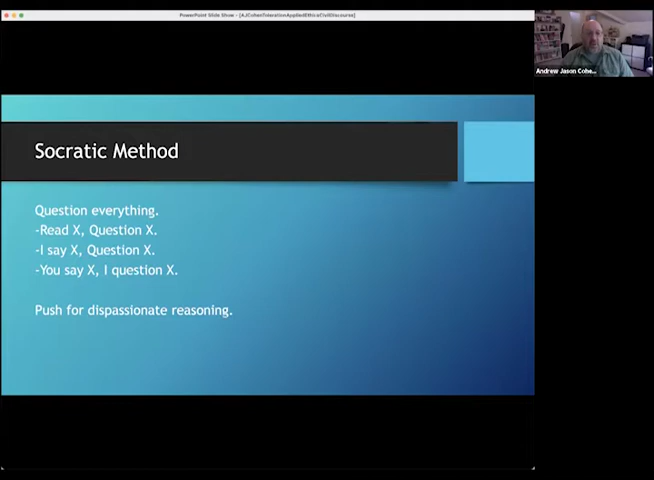 PowerPoint Slide Show - [AJCohenTolerationAppliedEthicsCivilDiscourse]
Andrew Jason Cohe...
Socratic Method
Question everything.
-Read X, Question X.
-I say X, Question X.
-You say X, I question X.
Push for dispassionate reasoning.